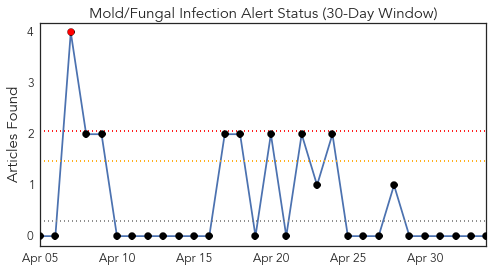 Mold/Fungal Infection Alert Status (30-Day Window)
Articles Found
4
3
2
1
0
Apr 05
Apr 10
Apr 15
Apr 20
Apr 25
Apr 30